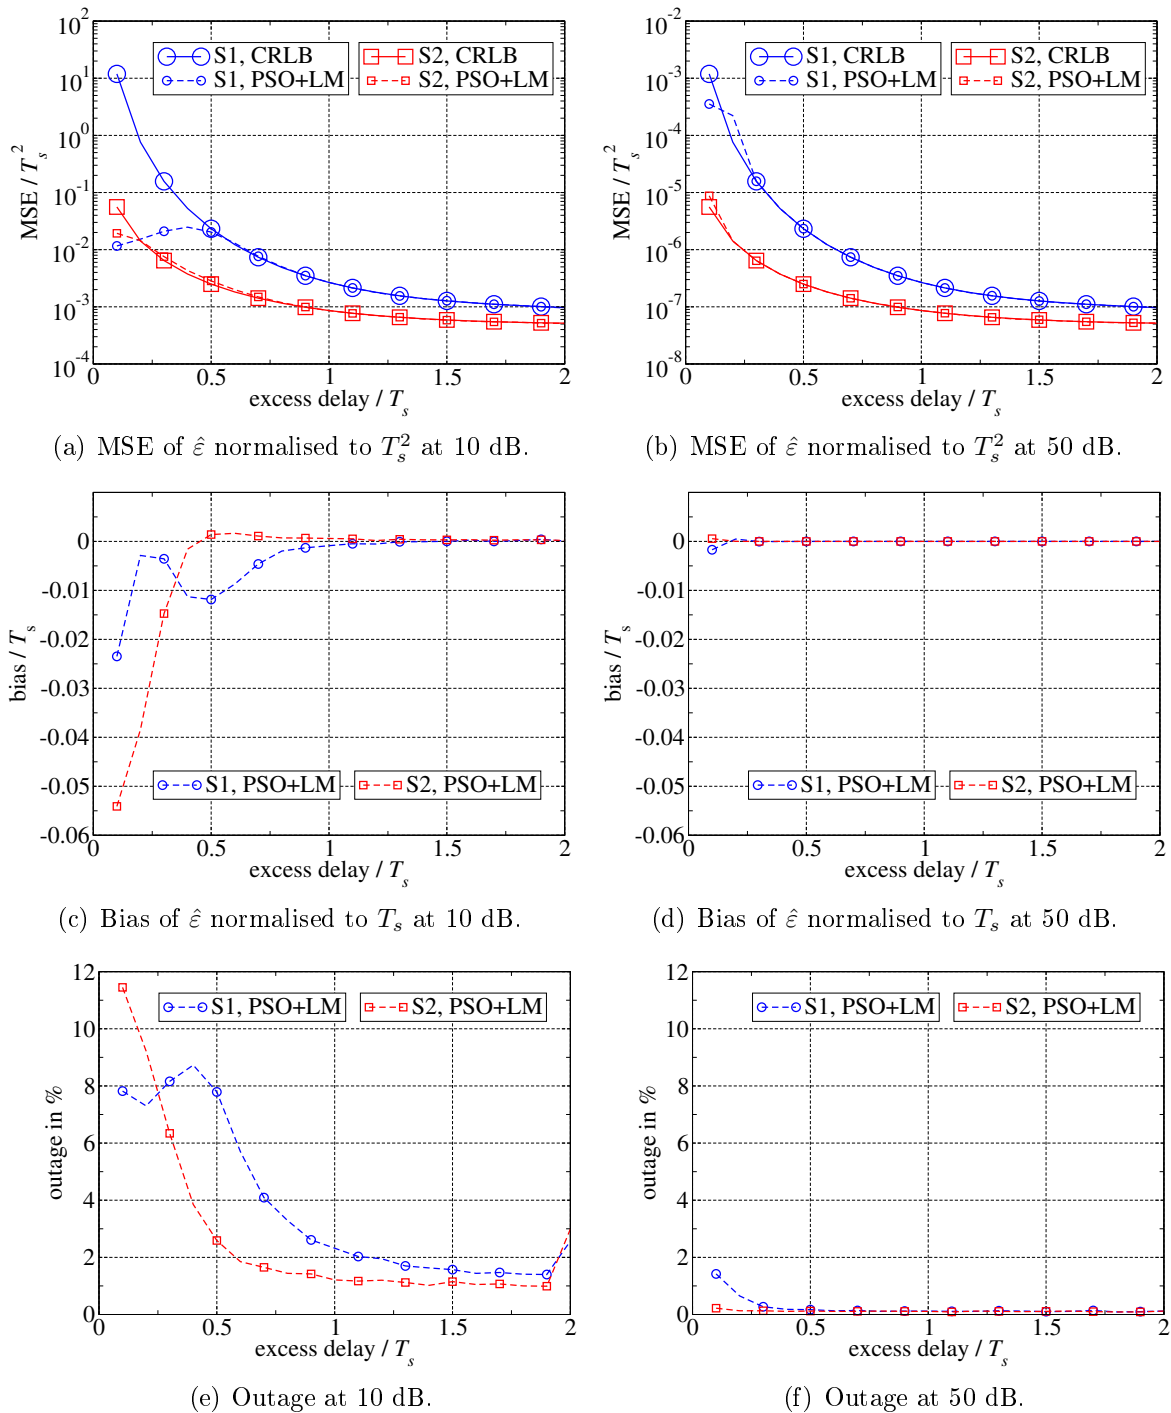 10^2
10^1
10^0
10^-1
10^-2
10^-3
10^-4
MSE / T_s^2
S1, CRLB
S1, PSO+LM
S2, CRLB
S2, PSO+LM
0 0.5 1 1.5 2
excess delay / T_s
(a) MSE of ε̂ normalised to T_s^2 at 10 dB.
10^-2
10^-3
10^-4
10^-5
10^-6
10^-7
10^-8
MSE / T_s^2
S1, CRLB
S1, PSO+LM
S2, CRLB
S2, PSO+LM
0 0.5 1 1.5 2
excess delay / T_s
(b) MSE of ε̂ normalised to T_s^2 at 50 dB.
0
-0.01
-0.02
-0.03
-0.04
-0.05
-0.06
bias / T_s
S1, PSO+LM
S2, PSO+LM
0 0.5 1 1.5 2
excess delay / T_s
(c) Bias of ε̂ normalised to T_s at 10 dB.
0
-0.01
-0.02
-0.03
-0.04
-0.05
-0.06
bias / T_s
S1, PSO+LM
S2, PSO+LM
0 0.5 1 1.5 2
excess delay / T_s
(d) Bias of ε̂ normalised to T_s at 50 dB.
12
10
8
6
4
2
0
outage in %
S1, PSO+LM
S2, PSO+LM
0 0.5 1 1.5 2
excess delay / T_s
(e) Outage at 10 dB.
12
10
8
6
4
2
0
outage in %
S1, PSO+LM
S2, PSO+LM
0 0.5 1 1.5 2
excess delay / T_s
(f) Outage at 50 dB.